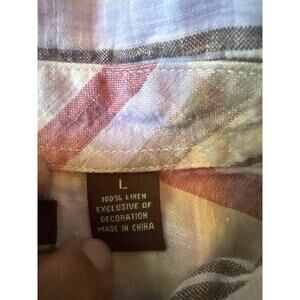 L
100% LINEN
EXCLUSIVE OF
DECORATION
MADE IN CHINA